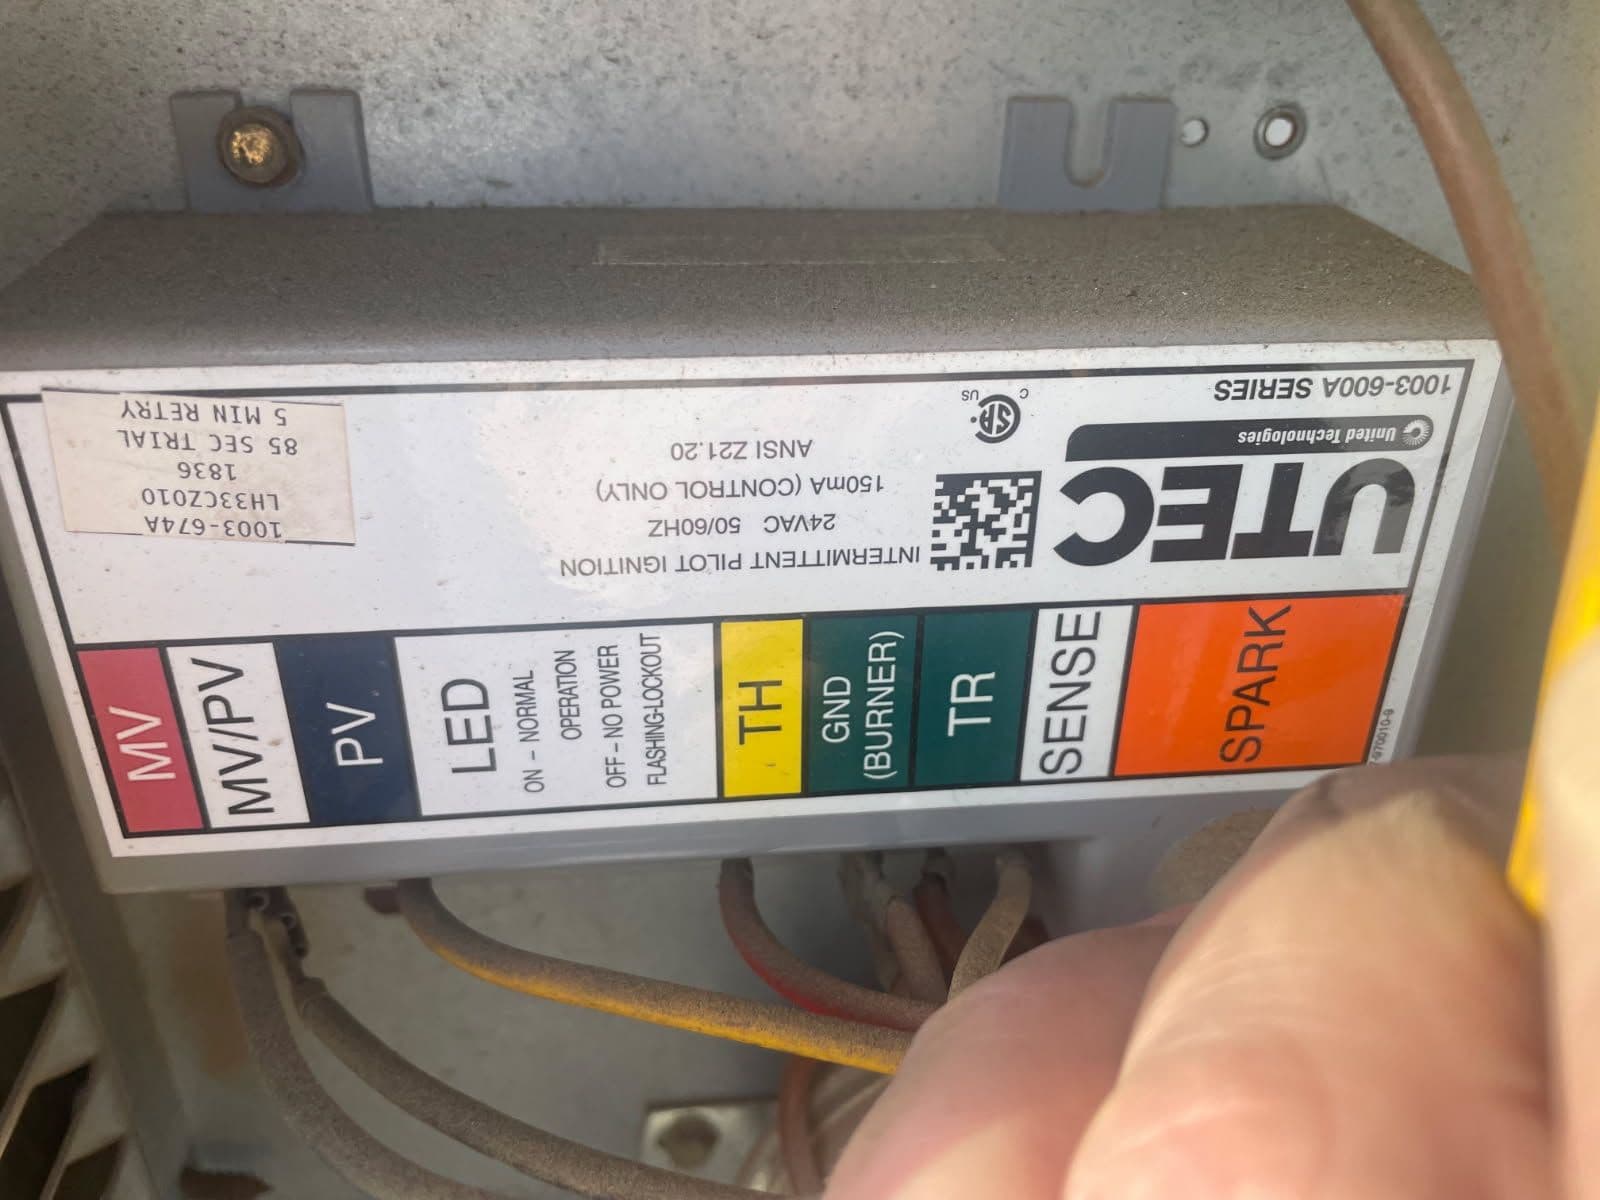 1003-600A SERIES
United Technologies
UTEC
C US
SA
ANSI Z21.20
150mA (CONTROL ONLY)
24VAC 50/60HZ
INTERMITTENT PILOT IGNITION
1003-674A
LH33CZ010
1836
85 SEC TRIAL
5 MIN RETRY
MV
MV/PV
PV
LED
ON - NORMAL
OPERATION
OFF - NO POWER
FLASHING-LOCKOUT
TH
GND
(BURNER)
TR
SENSE
SPARK